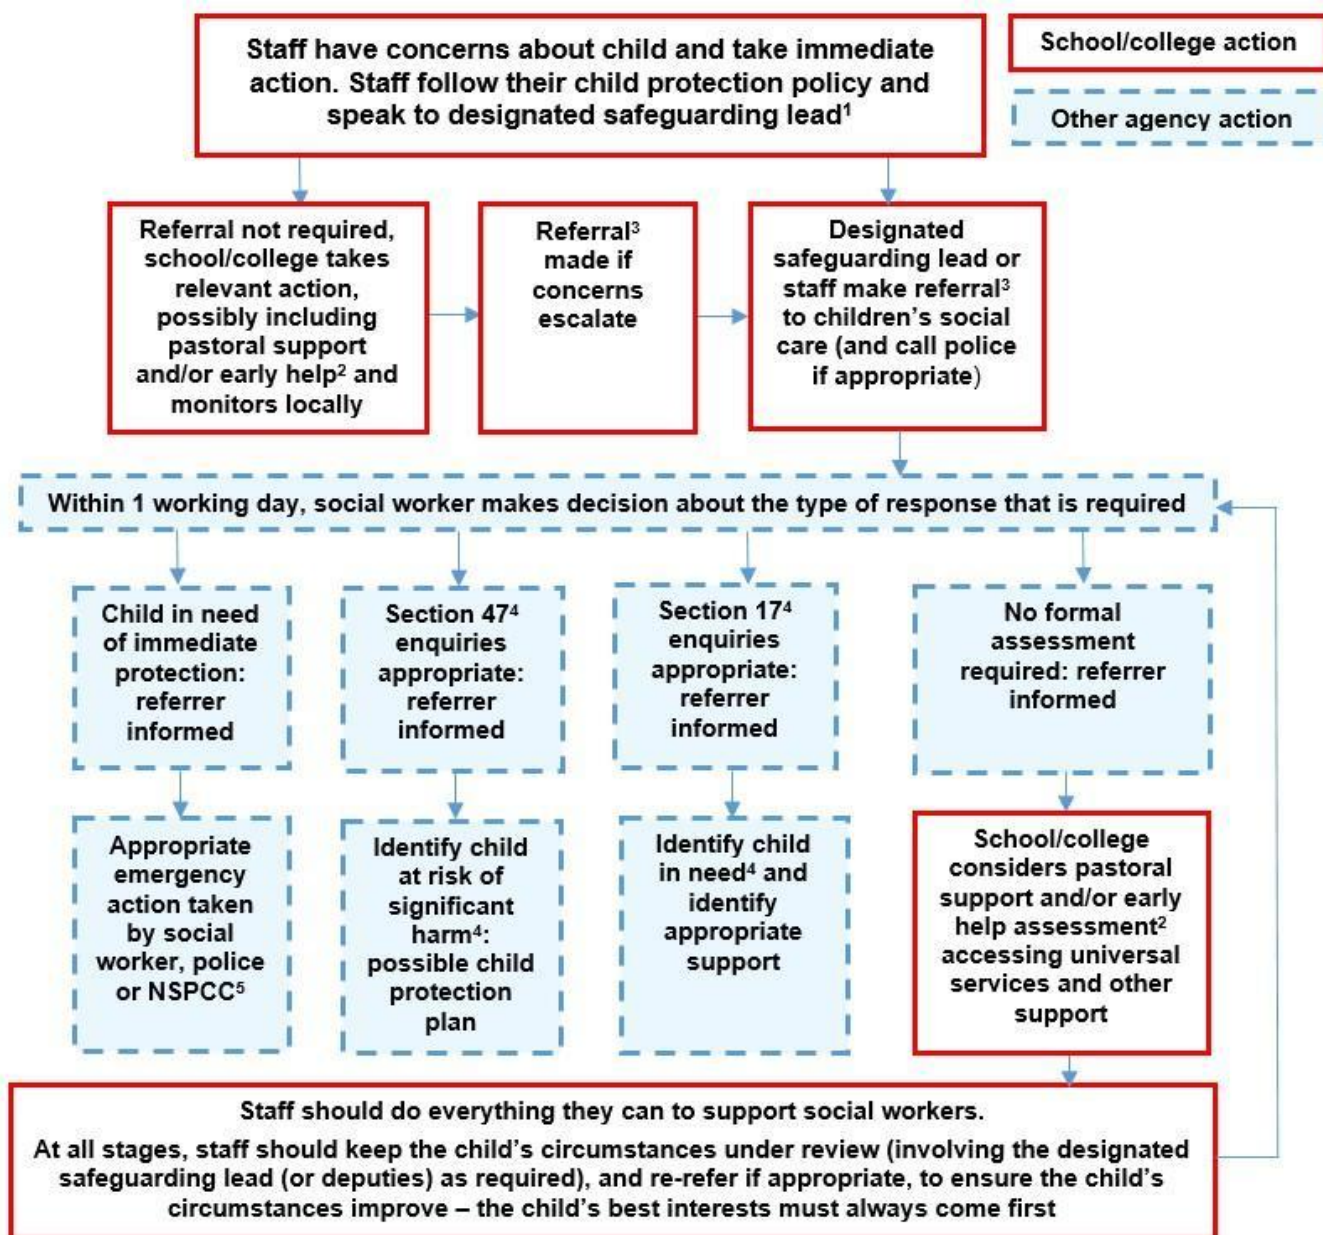 Staff have concerns about child and take immediate
action. Staff follow their child protection policy and
speak to designated safeguarding lead¹
School/college action
Other agency action
Referral not required,
school/college takes
relevant action,
possibly including
pastoral support
and/or early help² and
monitors locally
Referral³
made if
concerns
escalate
Designated
safeguarding lead or
staff make referral³
to children’s social
care (and call police
if appropriate)
Within 1 working day, social worker makes decision about the type of response that is required
Child in need
of immediate
protection:
referrer
informed
Section 47⁴
enquiries
appropriate:
referrer
informed
Section 17⁴
enquiries
appropriate:
referrer
informed
No formal
assessment
required: referrer
informed
Appropriate
emergency
action taken
by social
worker, police
or NSPCC⁵
Identify child
at risk of
significant
harm⁴:
possible child
protection
plan
Identify child
in need⁴ and
identify
appropriate
support
School/college
considers pastoral
support and/or early
help assessment²
accessing universal
services and other
support
Staff should do everything they can to support social workers.
At all stages, staff should keep the child’s circumstances under review (involving the designated
safeguarding lead (or deputies) as required), and re-refer if appropriate, to ensure the child’s
circumstances improve – the child’s best interests must always come first